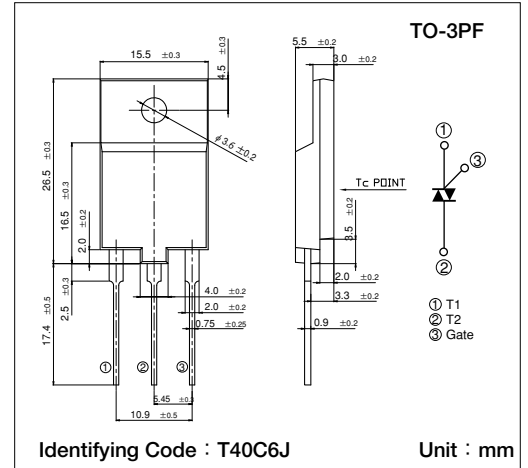 TO-3PF
15.5 ±0.3
4.5 ±0.3
5.5 ±0.2
3.0 ±0.2
φ3.6 ±0.2
26.5 ±0.3
16.5 ±0.3
2.0 ±0.2
Tc POINT
3.5 ±0.2
17.4 ±0.5
2.5 ±0.3
4.0 ±0.2
2.0 ±0.2
0.75 ±0.25
2.0 ±0.2
3.3 ±0.2
0.9 ±0.2
① ② ③
5.45 ±0.3
10.9 ±0.5
①
③
②
① T1
② T2
③ Gate
Identifying Code : T40C6J
Unit : mm